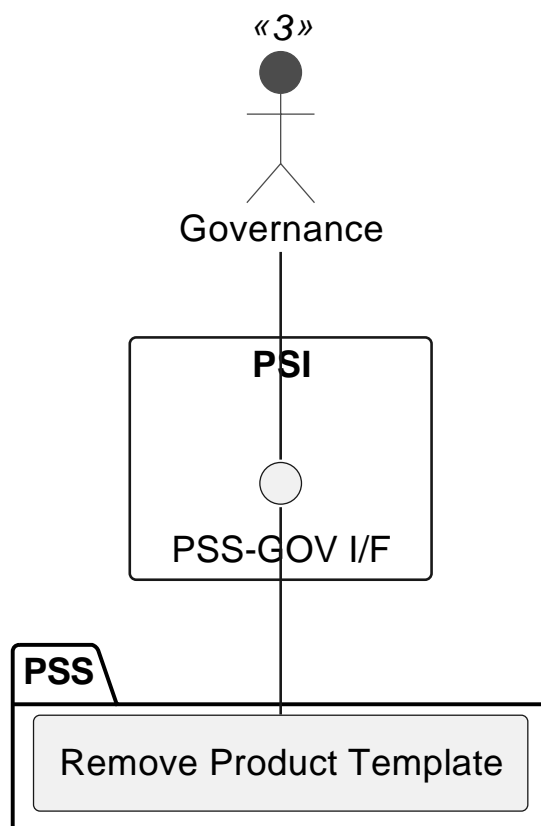 «3»
Governance
PSI
PSS-GOV I/F
PSS
Remove Product Template